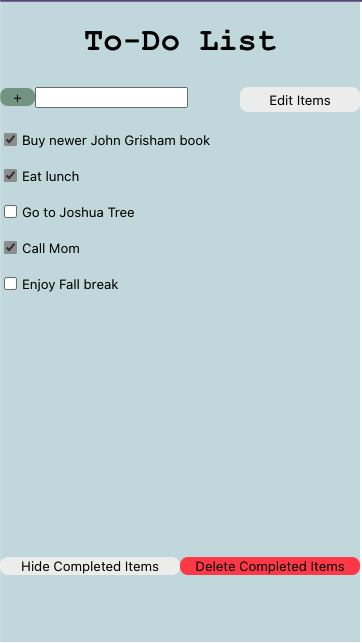 To-Do List
+
Edit Items
Buy newer John Grisham book
Eat lunch
Go to Joshua Tree
Call Mom
Enjoy Fall break
Hide Completed Items Delete Completed Items